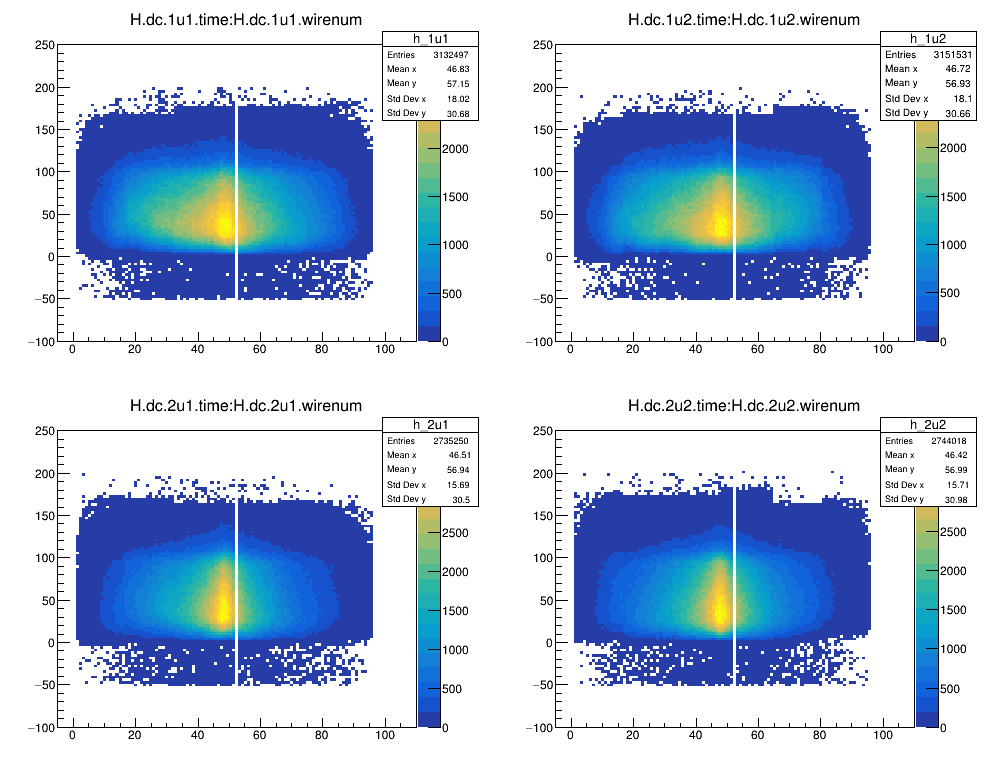 H.dc.1u1.time:H.dc.1u1.wirenum
h_1u1
Entries 3132497
Mean x 46.83
Mean y 57.15
Std Dev x 18.02
Std Dev y 30.68
250
200
150
100
50
0
−50
−100
0 20 40 60 80 100
2000
1500
1000
500
0
H.dc.1u2.time:H.dc.1u2.wirenum
h_1u2
Entries 3151531
Mean x 46.72
Mean y 56.93
Std Dev x 18.1
Std Dev y 30.66
250
200
150
100
50
0
−50
−100
0 20 40 60 80 100
2000
1500
1000
500
0
H.dc.2u1.time:H.dc.2u1.wirenum
h_2u1
Entries 2735250
Mean x 46.51
Mean y 56.94
Std Dev x 15.69
Std Dev y 30.5
250
200
150
100
50
0
−50
−100
0 20 40 60 80 100
2500
2000
1500
1000
500
0
H.dc.2u2.time:H.dc.2u2.wirenum
h_2u2
Entries 2744018
Mean x 46.42
Mean y 56.99
Std Dev x 15.71
Std Dev y 30.98
250
200
150
100
50
0
−50
−100
0 20 40 60 80 100
2500
2000
1500
1000
500
0